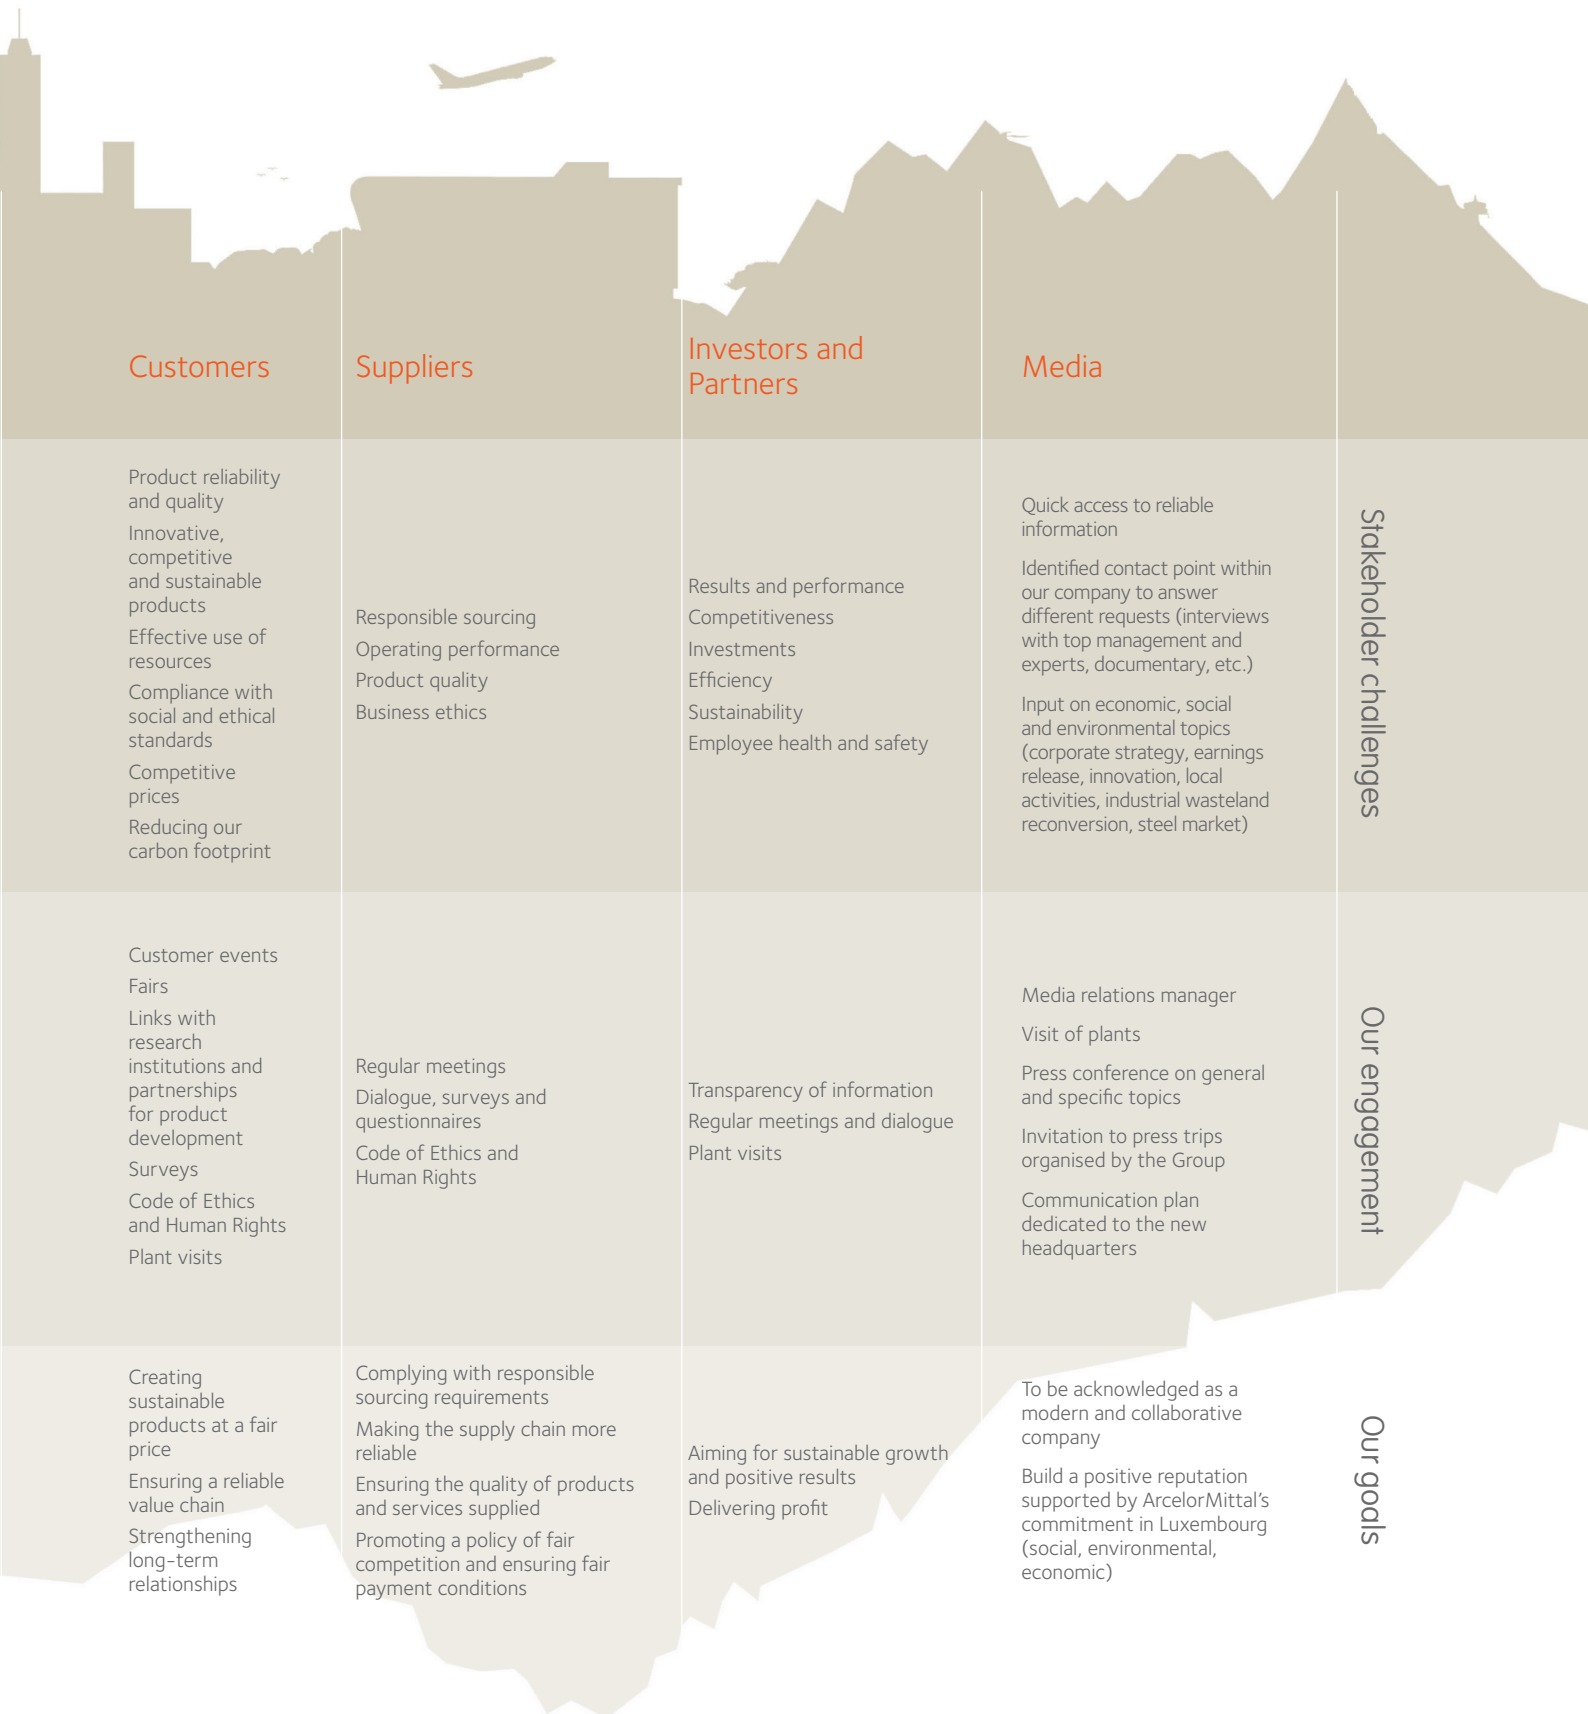 Customers
Suppliers
Investors and
Partners
Media
Product reliability
and quality
Innovative,
competitive
and sustainable
products
Effective use of
resources
Compliance with
social and ethical
standards
Competitive
prices
Reducing our
carbon footprint
Responsible sourcing
Operating performance
Product quality
Business ethics
Results and performance
Competitiveness
Investments
Efficiency
Sustainability
Employee health and safety
Quick access to reliable
information
Identified contact point within
our company to answer
different requests (interviews
with top management and
experts, documentary, etc.)
Input on economic, social
and environmental topics
(corporate strategy, earnings
release, innovation, local
activities, industrial wasteland
reconversion, steel market)
Stakeholder challenges
Customer events
Fairs
Links with
research
institutions and
partnerships
for product
development
Surveys
Code of Ethics
and Human Rights
Plant visits
Regular meetings
Dialogue, surveys and
questionnaires
Code of Ethics and
Human Rights
Transparency of information
Regular meetings and dialogue
Plant visits
Media relations manager
Visit of plants
Press conference on general
and specific topics
Invitation to press trips
organised by the Group
Communication plan
dedicated to the new
headquarters
Our engagement
Creating
sustainable
products at a fair
price
Ensuring a reliable
value chain
Strengthening
long-term
relationships
Complying with responsible
sourcing requirements
Making the supply chain more
reliable
Ensuring the quality of products
and services supplied
Promoting a policy of fair
competition and ensuring fair
payment conditions
Aiming for sustainable growth
and positive results
Delivering profit
To be acknowledged as a
modern and collaborative
company
Build a positive reputation
supported by ArcelorMittal’s
commitment in Luxembourg
(social, environmental,
economic)
Our goals